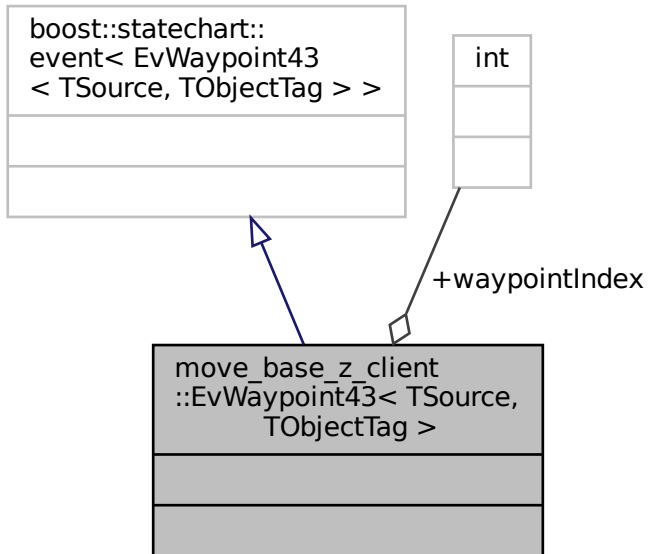 boost::statechart::
event< EvWaypoint43
< TSource, TObjectTag > >
int
+waypointIndex
move_base_z_client
::EvWaypoint43< TSource,
TObjectTag >